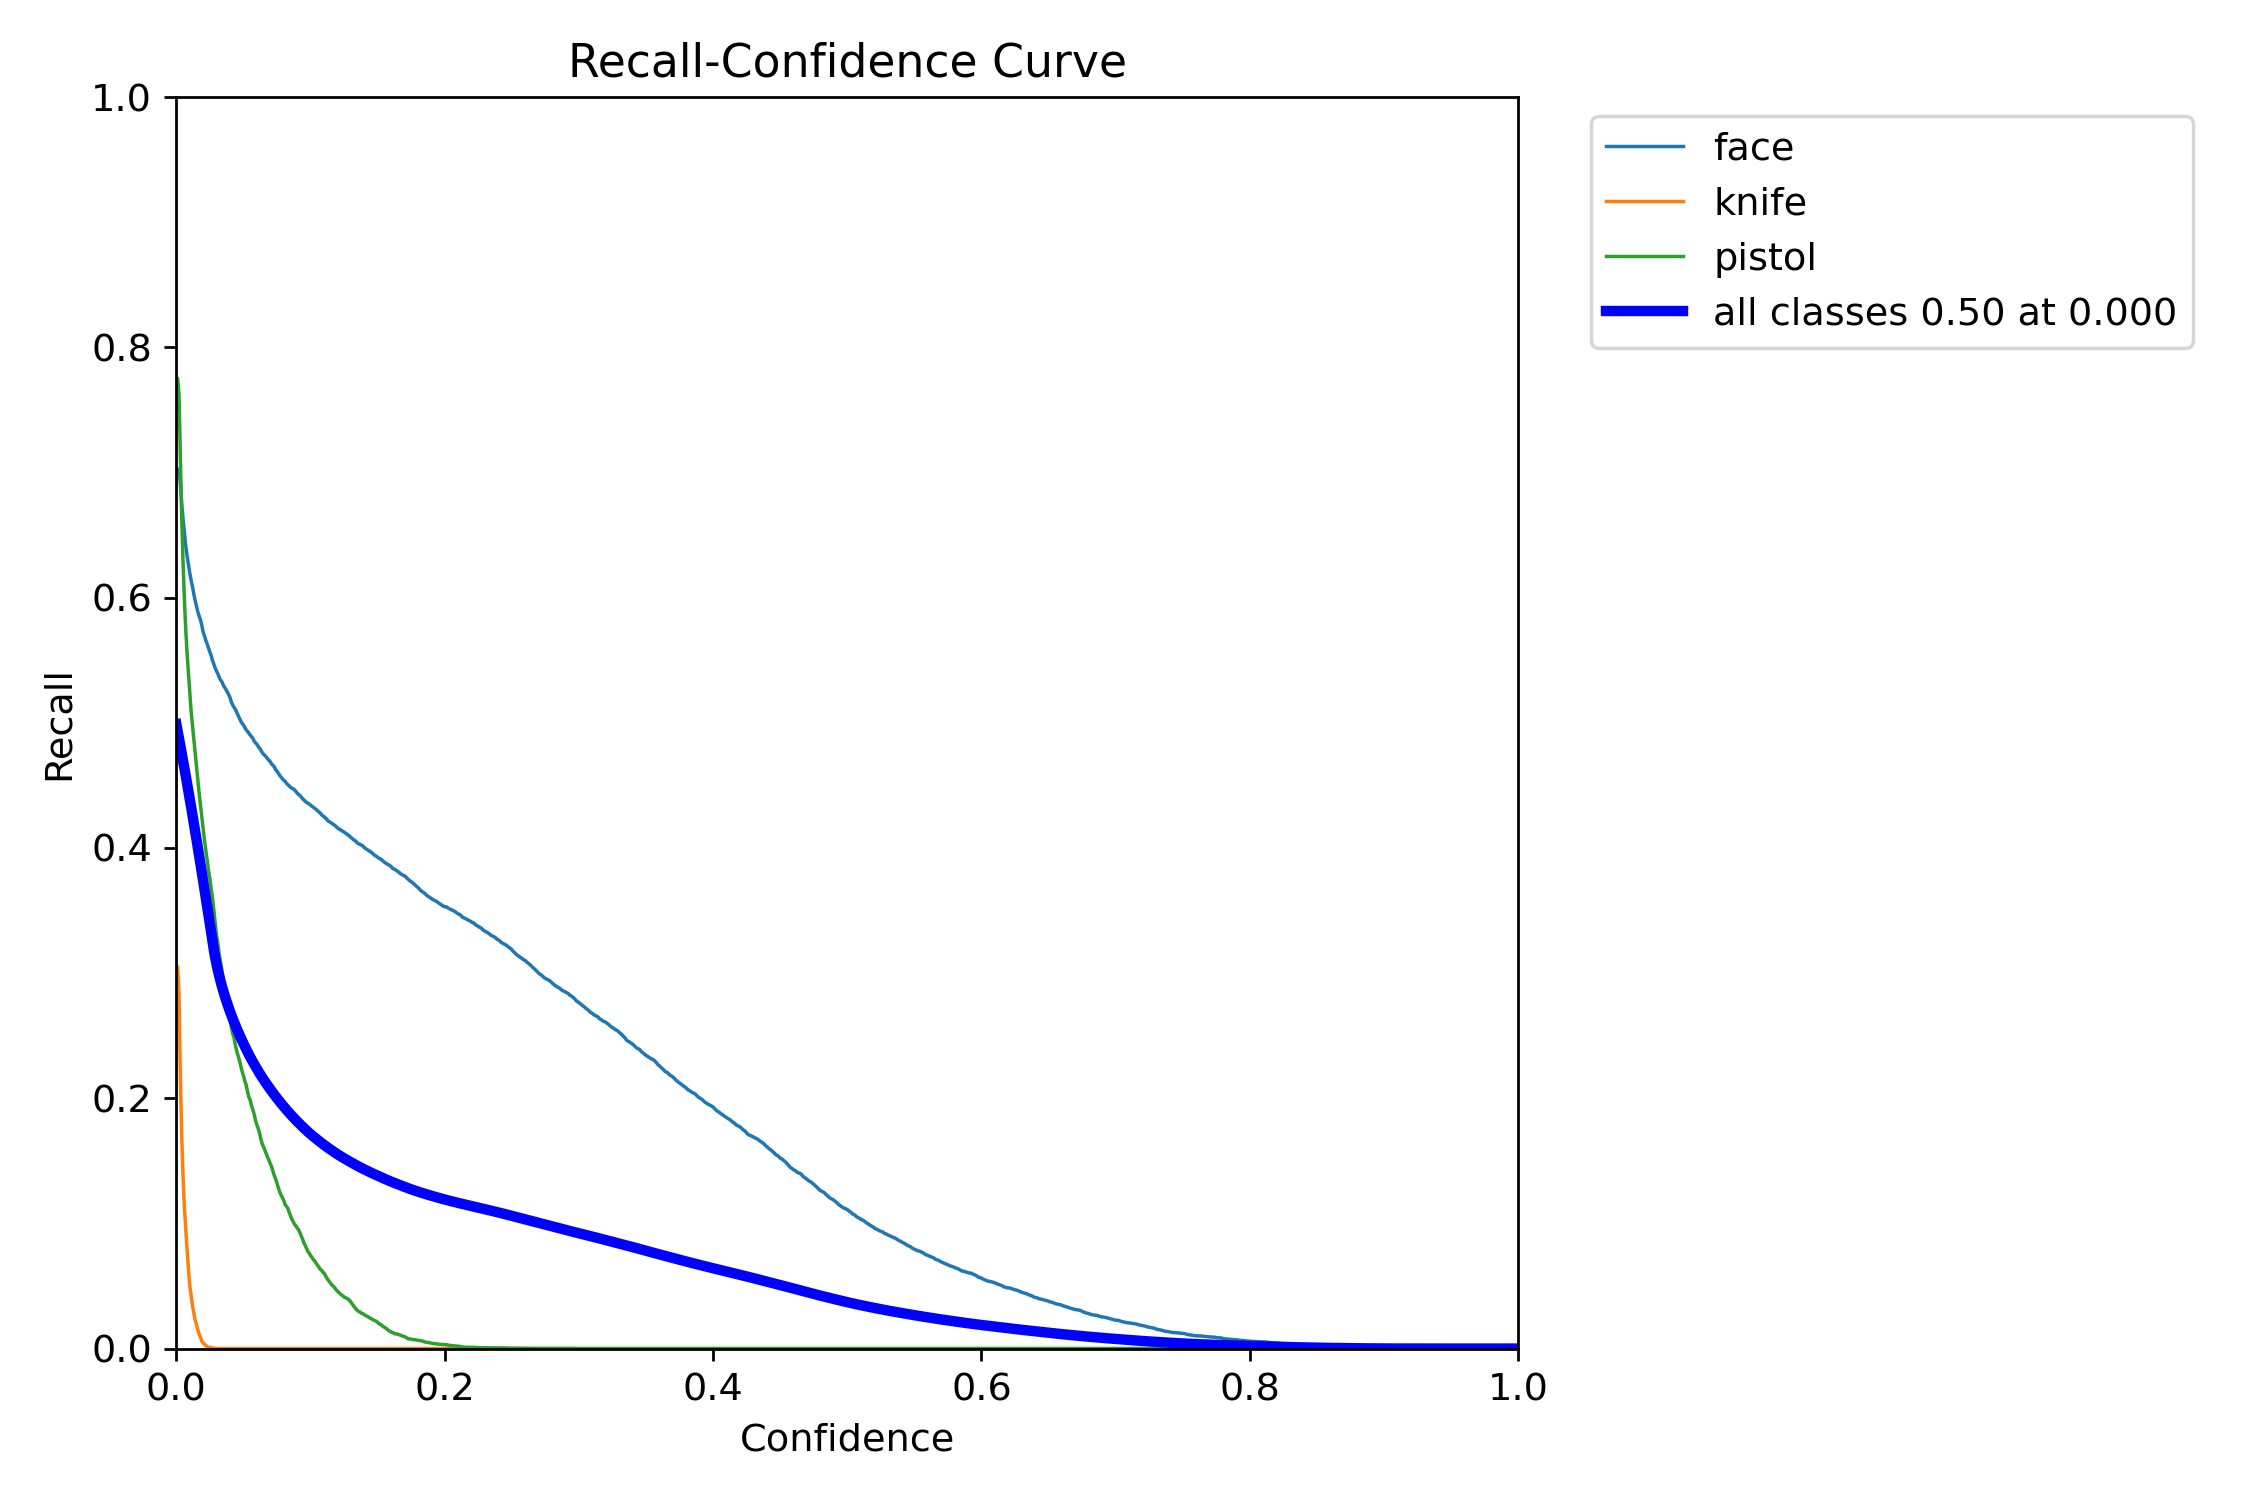 Recall-Confidence Curve
1.0
0.8
0.6
0.4
0.2
0.0
Recall
0.0 0.2 0.4 0.6 0.8 1.0
Confidence
face
knife
pistol
all classes 0.50 at 0.000